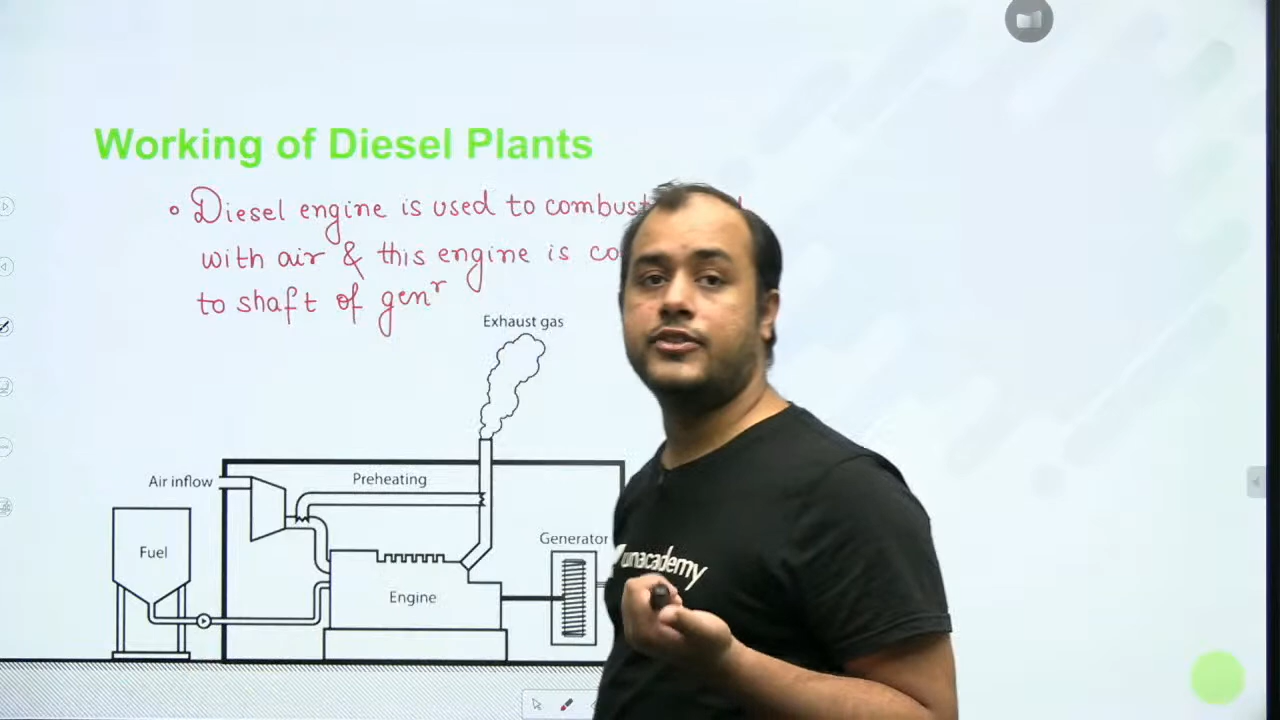 Working of Diesel Plants
Diesel engine is used to combust
with air & this engine is
to shaft of genʳ
Exhaust gas
Air inflow
Preheating
Fuel
Generator
Engine
unacademy